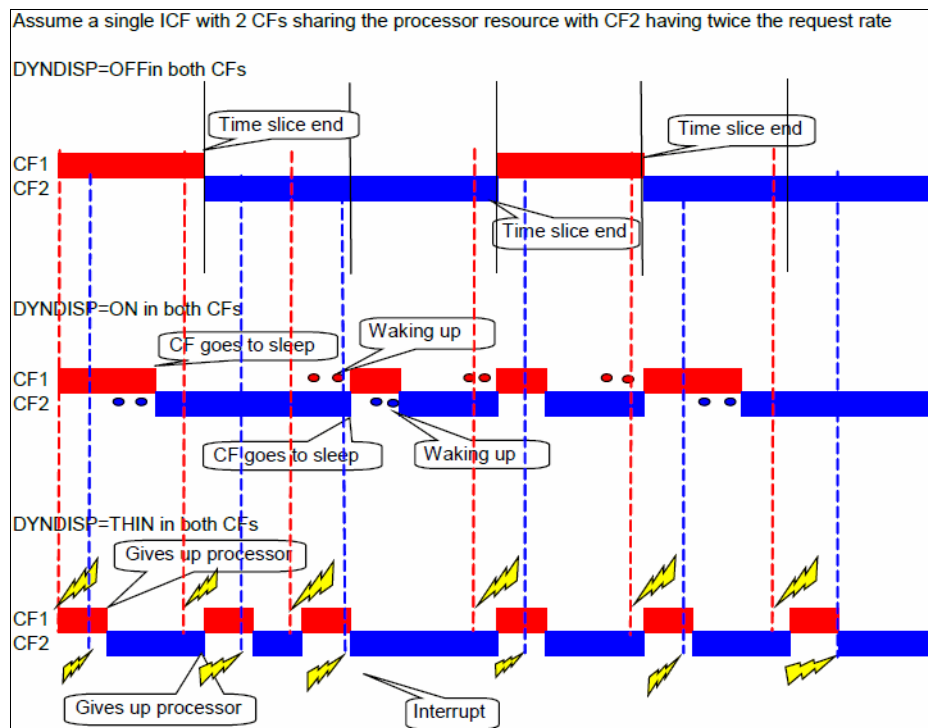 Assume a single ICF with 2 CFs sharing the processor resource with CF2 having twice the request rate
DYNDISP=OFFin both CFs
Time slice end
Time slice end
CF1
CF2
Time slice end
DYNDISP=ON in both CFs
Waking up
CF goes to sleep
CF1
CF2
CF goes to sleep
Waking up
DYNDISP=THIN in both CFs
Gives up processor
CF1
CF2
Gives up processor
Interrupt